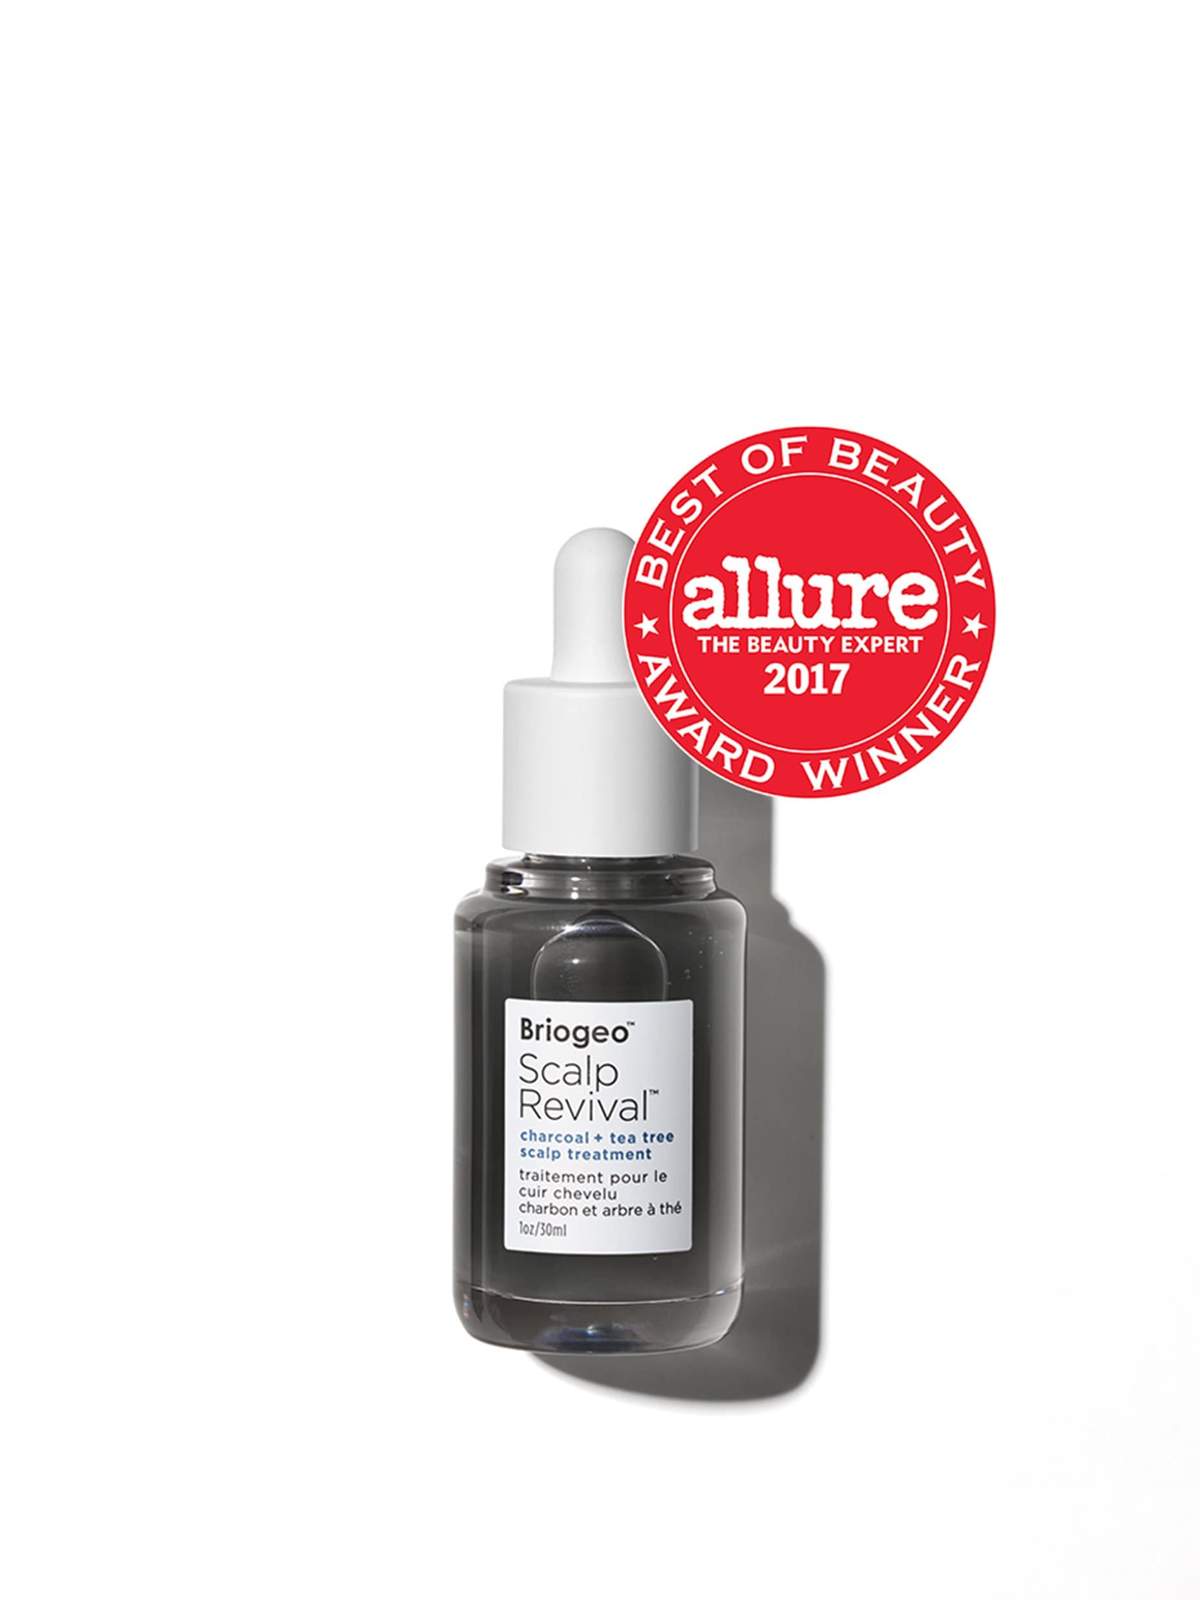 BEST OF BEAUTY
allure
THE BEAUTY EXPERT
2017
AWARD WINNER
Briogeo™
Scalp
Revival™
charcoal + tea tree
scalp treatment
traitement pour le
cuir chevelu
charbon et arbre à thé
1oz/30ml